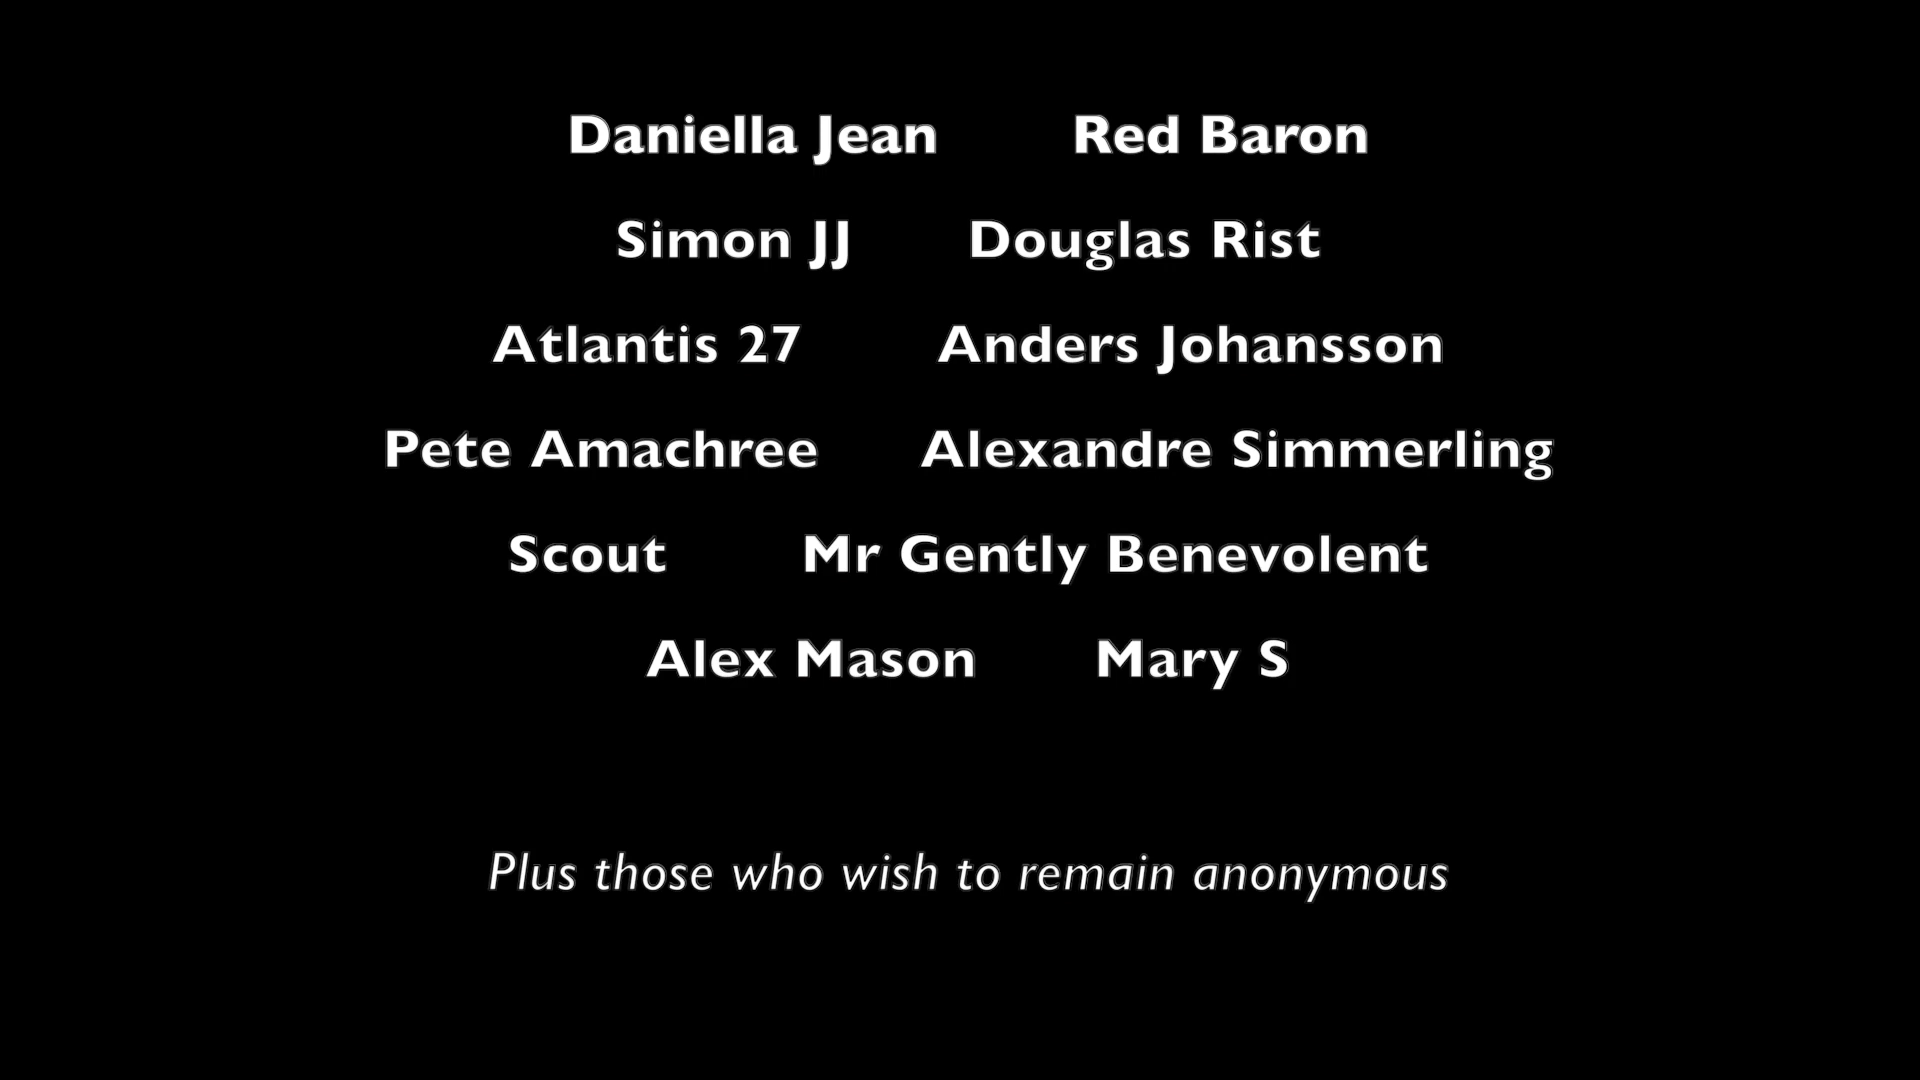 Daniella Jean Red Baron
Simon JJ Douglas Rist
Atlantis 27 Anders Johansson
Pete Amachree Alexandre Simmerling
Scout Mr Gently Benevolent
Alex Mason Mary S
Plus those who wish to remain anonymous